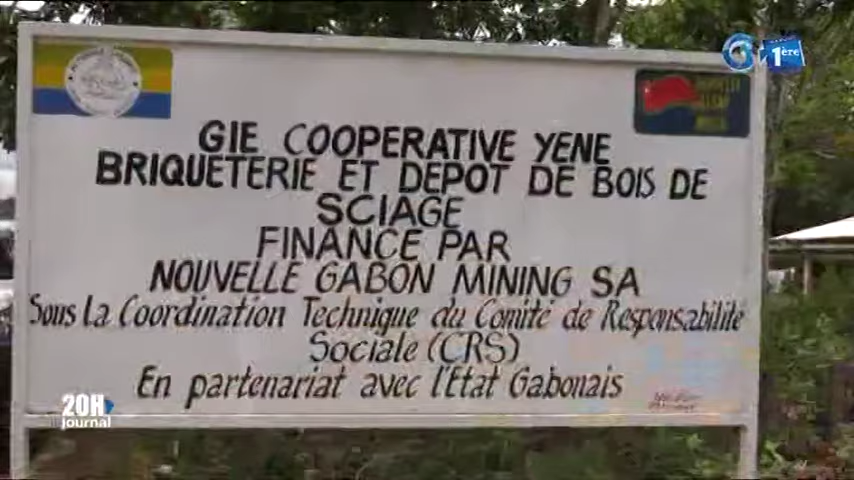 1ère
GIE COOPERATIVE YENE
BRIQUETERIE ET DEPOT DE BOIS DE
SCIAGE
FINANCE PAR
NOUVELLE GABON MINING SA
Sous La Coordination Technique du Comité de Responsabilité
Sociale (CRS)
En partenariat avec l'Etat Gabonais
20H
journal